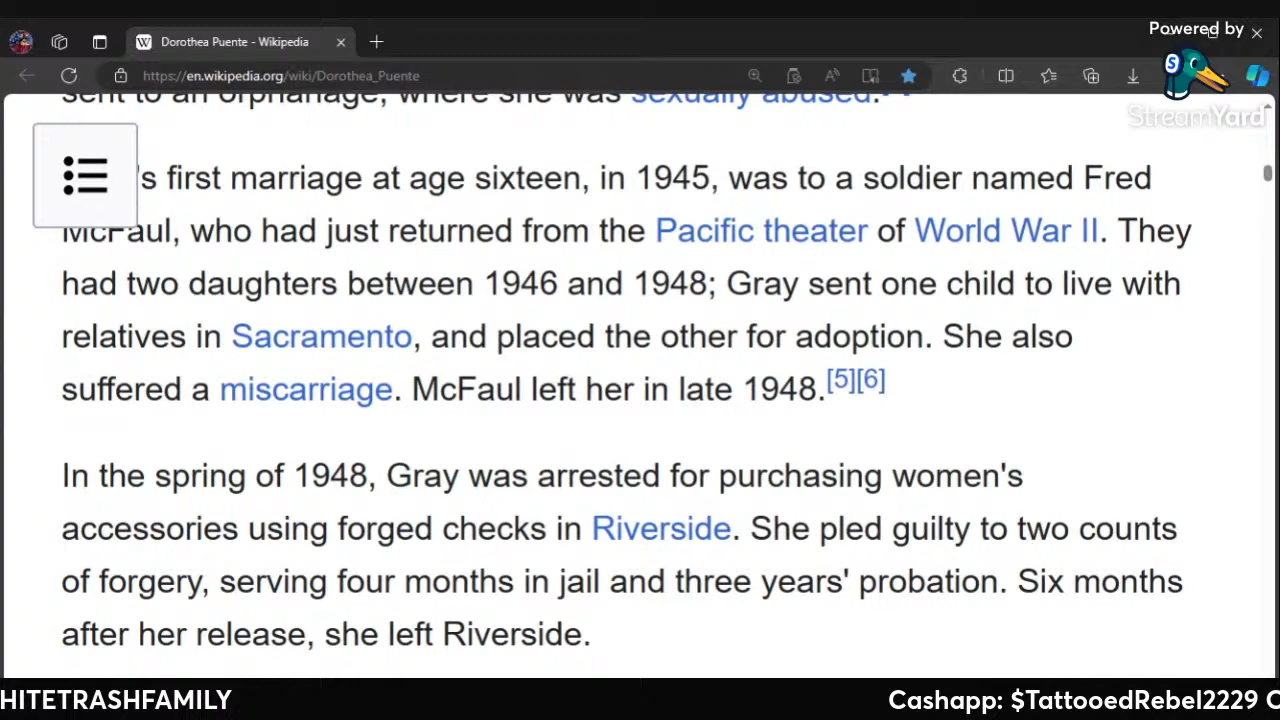 Powered by
Dorothea Puente - Wikipedia
https://en.wikipedia.org/wiki/Dorothea_Puente
StreamYard
sent to an orphanage, where she was sexually abused.
's first marriage at age sixteen, in 1945, was to a soldier named Fred
McFaul, who had just returned from the Pacific theater of World War II. They
had two daughters between 1946 and 1948; Gray sent one child to live with
relatives in Sacramento, and placed the other for adoption. She also
suffered a miscarriage. McFaul left her in late 1948.[5][6]
In the spring of 1948, Gray was arrested for purchasing women's
accessories using forged checks in Riverside. She pled guilty to two counts
of forgery, serving four months in jail and three years' probation. Six months
after her release, she left Riverside.
HITETRASHFAMILY
Cashapp: $TattooedRebel2229 C